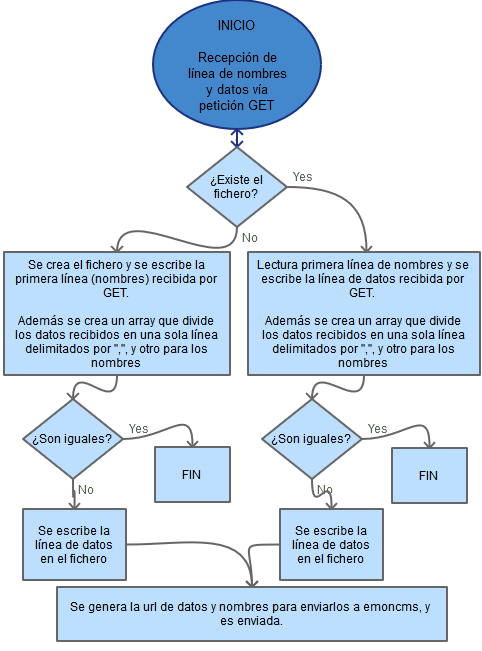 INICIO
Recepción de
línea de nombres
y datos vía
petición GET
¿Existe el
fichero?
Yes
No
Se crea el fichero y se escribe la
primera línea (nombres) recibida por
GET.
Además se crea un array que divide
los datos recibidos en una sola línea
delimitados por ",", y otro para los
nombres
Lectura primera línea de nombres y se
escribe la línea de datos recibida por
GET.
Además se crea un array que divide
los datos recibidos en una sola línea
delimitados por ",", y otro para los
nombres
¿Son iguales?
Yes
FIN
No
¿Son iguales?
Yes
FIN
No
Se escribe la
línea de datos
en el fichero
Se escribe la
línea de datos
en el fichero
Se genera la url de datos y nombres para enviarlos a emoncms, y
es enviada.